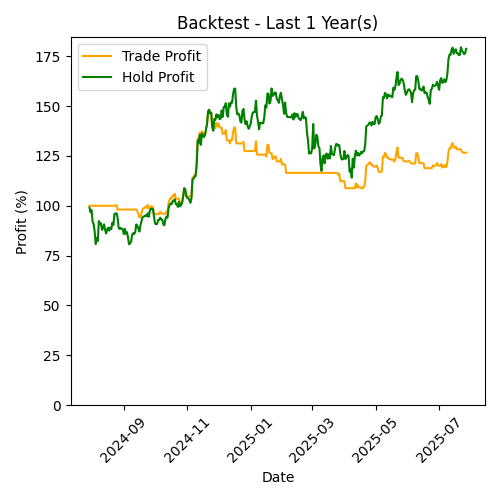 Backtest - Last 1 Year(s)
Trade Profit
Hold Profit
Profit (%)
175
150
125
100
75
50
25
0
2024-09
2024-11
2025-01
2025-03
2025-05
2025-07
Date